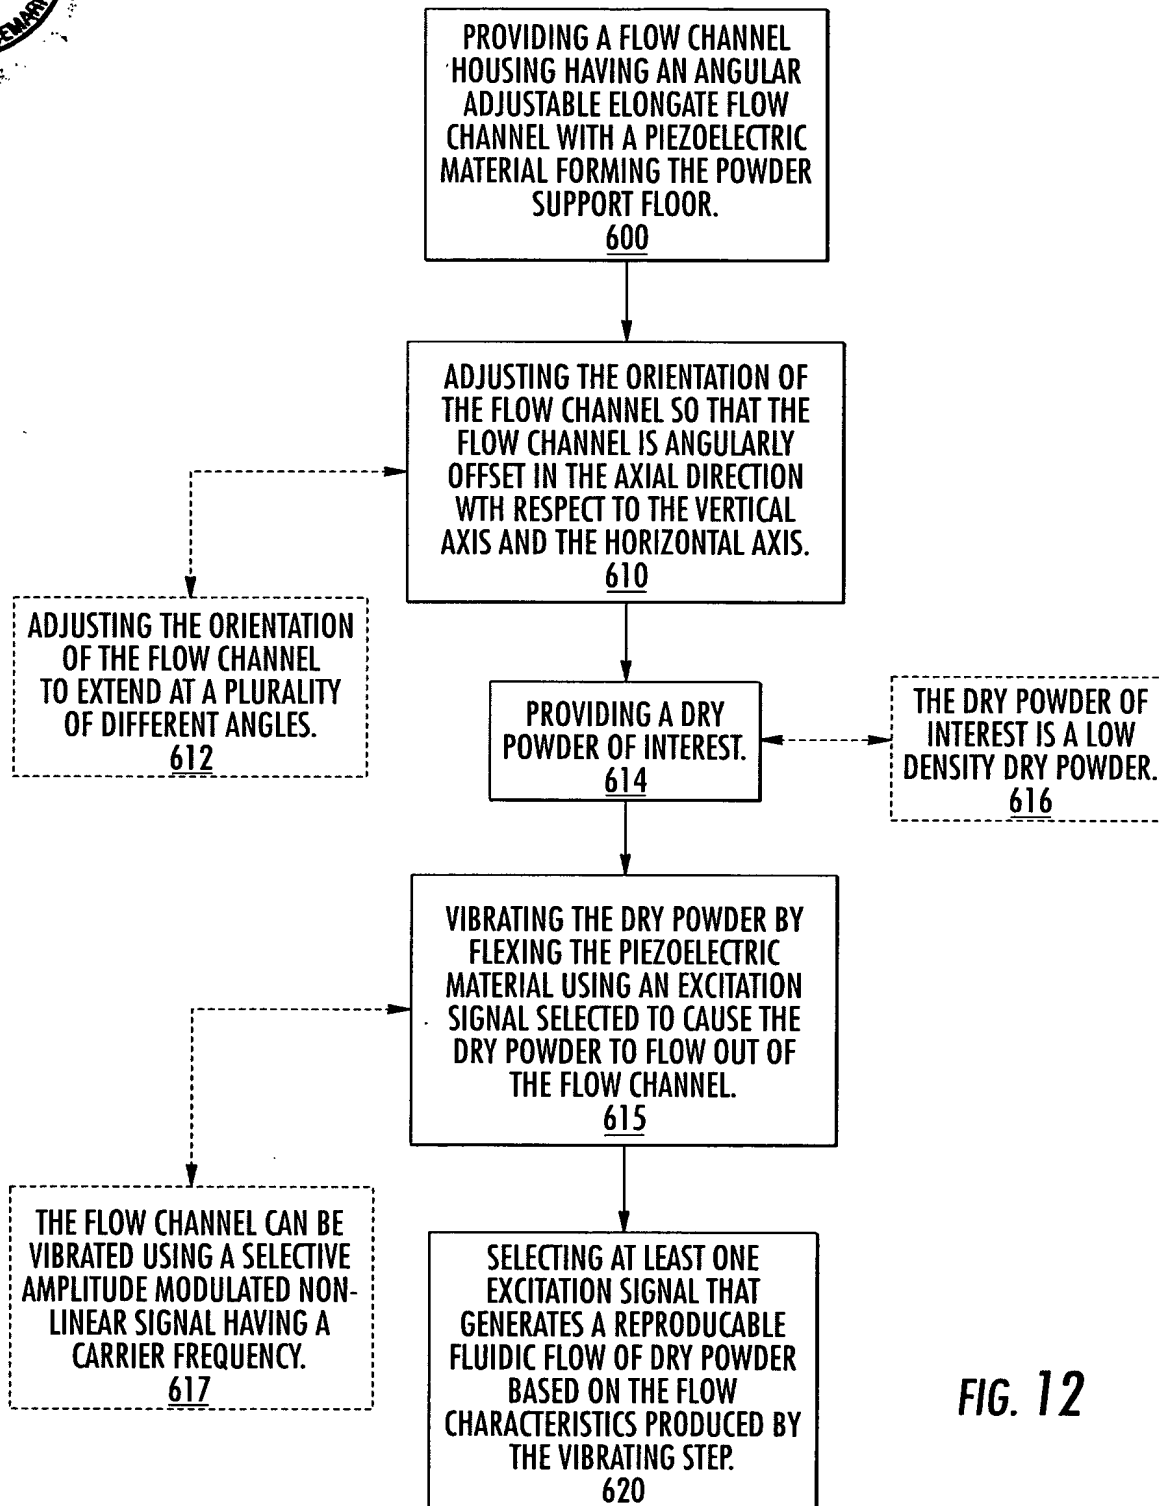 PROVIDING A FLOW CHANNEL
HOUSING HAVING AN ANGULAR
ADJUSTABLE ELONGATE FLOW
CHANNEL WITH A PIEZOELECTRIC
MATERIAL FORMING THE POWDER
SUPPORT FLOOR.
600
ADJUSTING THE ORIENTATION OF
THE FLOW CHANNEL SO THAT THE
FLOW CHANNEL IS ANGULARLY
OFFSET IN THE AXIAL DIRECTION
WTH RESPECT TO THE VERTICAL
AXIS AND THE HORIZONTAL AXIS.
610
ADJUSTING THE ORIENTATION
OF THE FLOW CHANNEL
TO EXTEND AT A PLURALITY
OF DIFFERENT ANGLES.
612
PROVIDING A DRY
POWDER OF INTEREST.
614
THE DRY POWDER OF
INTEREST IS A LOW
DENSITY DRY POWDER.
616
VIBRATING THE DRY POWDER BY
FLEXING THE PIEZOELECTRIC
MATERIAL USING AN EXCITATION
SIGNAL SELECTED TO CAUSE THE
DRY POWDER TO FLOW OUT OF
THE FLOW CHANNEL.
615
THE FLOW CHANNEL CAN BE
VIBRATED USING A SELECTIVE
AMPLITUDE MODULATED NON-
LINEAR SIGNAL HAVING A
CARRIER FREQUENCY.
617
SELECTING AT LEAST ONE
EXCITATION SIGNAL THAT
GENERATES A REPRODUCABLE
FLUIDIC FLOW OF DRY POWDER
BASED ON THE FLOW
CHARACTERISTICS PRODUCED BY
THE VIBRATING STEP.
620
FIG. 12